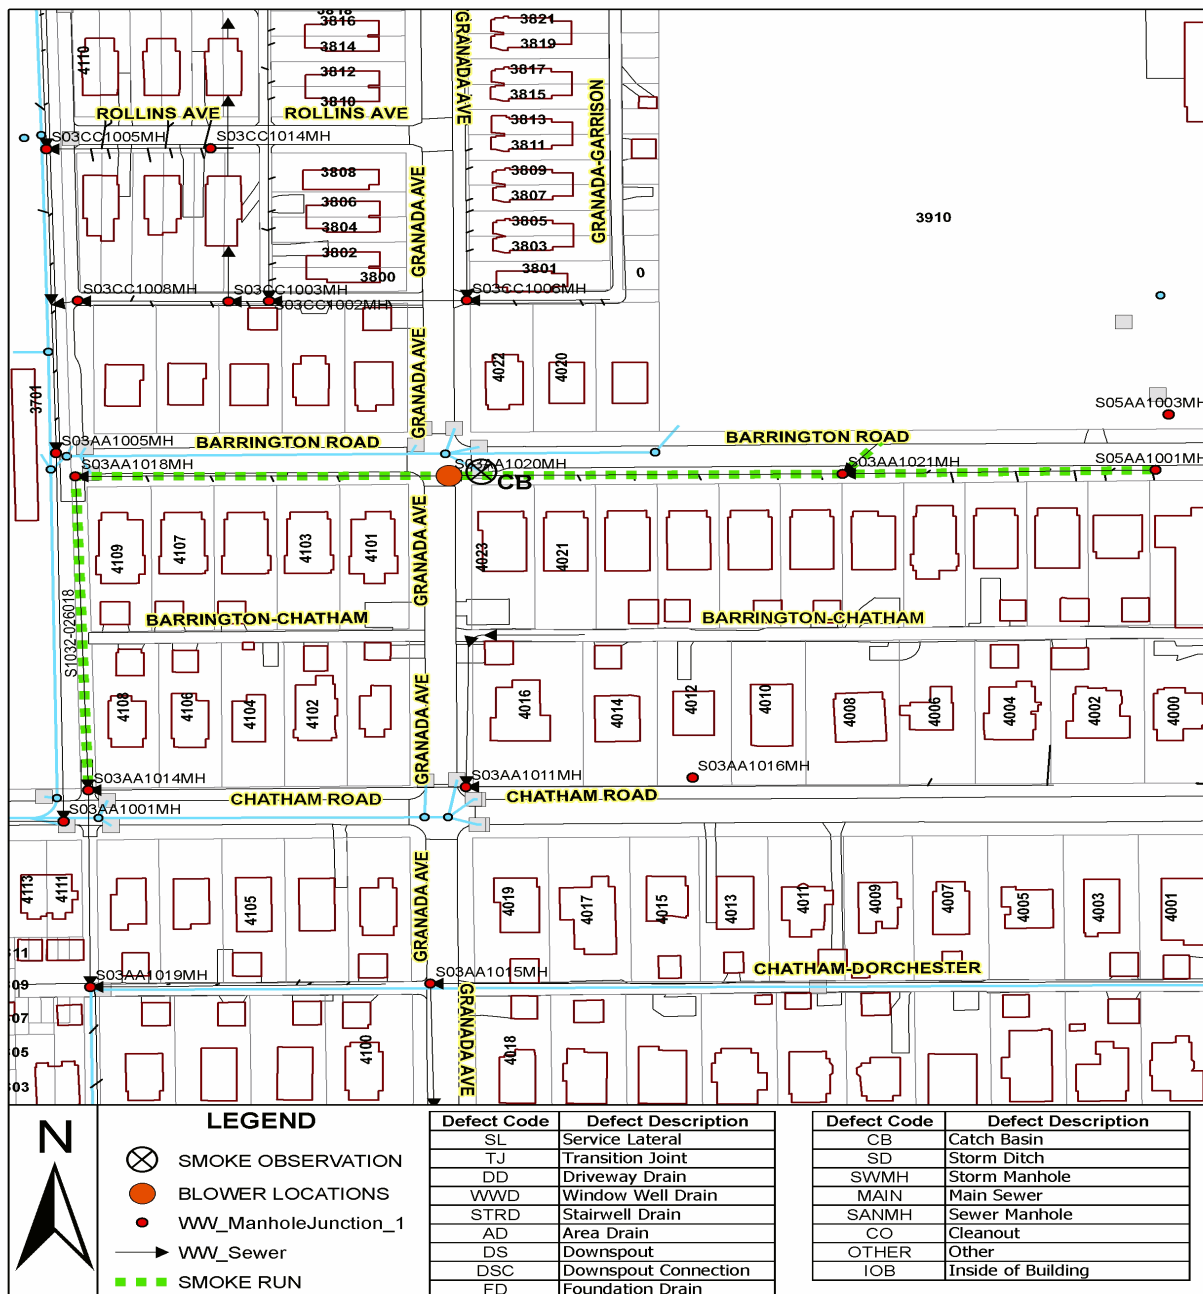 3818
3816
3814
3812
3810
4110
GRANADA AVE
3821
3819
3817
3815
3813
3811
3809
3807
3805
3803
3801
GRANADA-GARRISON
ROLLINS AVE
ROLLINS AVE
S03CC1005MH
S03CC1014MH
3808
3806
3804
3802
3800
GRANADA AVE
3910
0
S03CC1008MH
S03CC1003MH
S03CC1002MH
S03CC1006MH
3701
GRANADA AVE
4022
4020
S05AA1003MH
S03AA1005MH
BARRINGTON ROAD
BARRINGTON ROAD
S03AA1018MH
S03AA1020MH
S03AA1021MH
S05AA1001MH
CB
4109
4107
4103
4101
GRANADA AVE
4023
4021
S1032-026018
BARRINGTON-CHATHAM
BARRINGTON-CHATHAM
4108
4106
4104
4102
GRANADA AVE
4016
4014
4012
4010
4008
4006
4004
4002
4000
S03AA1014MH
S03AA1011MH
S03AA1016MH
CHATHAM ROAD
CHATHAM ROAD
S03AA1001MH
4113
4111
4105
GRANADA AVE
4019
4017
4015
4013
4011
4009
4007
4005
4003
4001
S03AA1019MH
S03AA1015MH
CHATHAM-DORCHESTER
11
09
07
05
03
4100
GRANADA AVE
4018
N
LEGEND
SMOKE OBSERVATION
BLOWER LOCATIONS
WW_ManholeJunction_1
WW_Sewer
SMOKE RUN
Defect Code Defect Description
SL Service Lateral
TJ Transition Joint
DD Driveway Drain
WWD Window Well Drain
STRD Stairwell Drain
AD Area Drain
DS Downspout
DSC Downspout Connection
FD Foundation Drain
Defect Code Defect Description
CB Catch Basin
SD Storm Ditch
SWMH Storm Manhole
MAIN Main Sewer
SANMH Sewer Manhole
CO Cleanout
OTHER Other
IOB Inside of Building